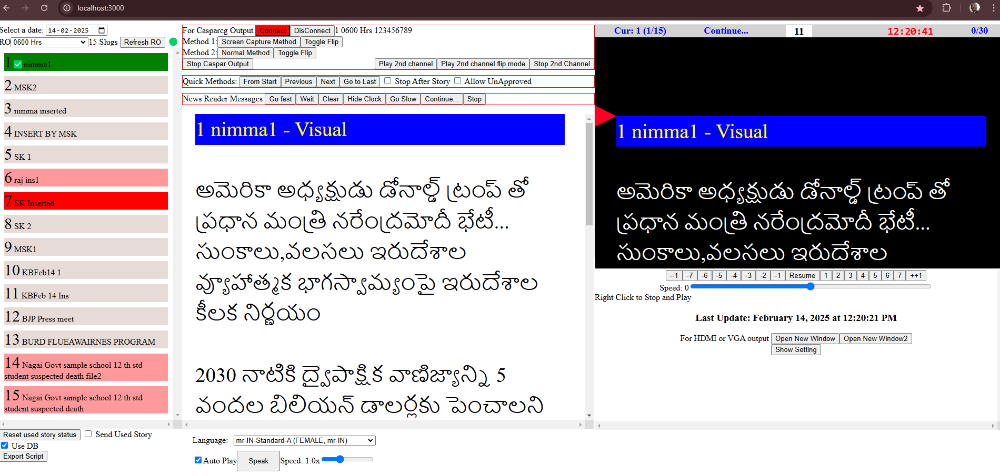 localhost:3000
Select a date: 14-02-2025
RO 0600 Hrs 15 Slugs Refresh RO
1 ✅ nimma1
2 MSK2
3 nimma inserted
4 INSERT BY MSK
5 SK 1
6 raj ins1
7 SK Inserted
8 SK 2
9 MSK1
10 KBFeb14 1
11 KBFeb 14 Ins
12 BJP Press meet
13 BURD FLUEAWAIRNES PROGRAM
14 Nagai Govt sample school 12 th std
student suspected death file2
15 Nagai Govt sample school 12 th std
student suspected death
Reset used story status Send Used Story
Use DB
Export Script
For Casparcg Output Connect DisConnect 1 0600 Hrs 123456789
Method 1: Screen Capture Method Toggle Flip
Method 2: Normal Method Toggle Flip
Stop Caspar Output Play 2nd channel Play 2nd channel flip mode Stop 2nd Channel
Quick Methods: From Start Previous Next Go to Last Stop After Story Allow UnApproved
News Reader Messages: Go fast Wait Clear Hide Clock Go Slow Continue... Stop
1 nimma1 - Visual
అమెరికా అధ్యక్షుడు డోనాల్డ్ ట్రంప్ తో
ప్రధాన మంత్రి నరేంద్రమోదీ భేటీ...
సుంకాలు,వలసలు ఇరుదేశాల
వ్యూహాత్మక భాగస్వామ్యంపై ఇరుదేశాల
కీలక నిర్ణయం
2030 నాటికి ద్వైపాక్షిక వాణిజ్యాన్ని 5
వందల బిలియన్ డాలర్లకు పెంచాలని
Language: mr-IN-Standard-A (FEMALE, mr-IN)
Auto Play Speak Speed: 1.0x
Cur: 1 (1/15) Continue... 11 12:20:41 0/30
1 nimma1 - Visual
అమెరికా అధ్యక్షుడు డోనాల్డ్ ట్రంప్ తో
ప్రధాన మంత్రి నరేంద్రమోదీ భేటీ...
సుంకాలు,వలసలు ఇరుదేశాల
--1 -7 -6 -5 -4 -3 -2 -1 Resume 1 2 3 4 5 6 7 ++1
Speed: 0
Right Click to Stop and Play
Last Update: February 14, 2025 at 12:20:21 PM
For HDMI or VGA output Open New Window Open New Window2
Show Setting